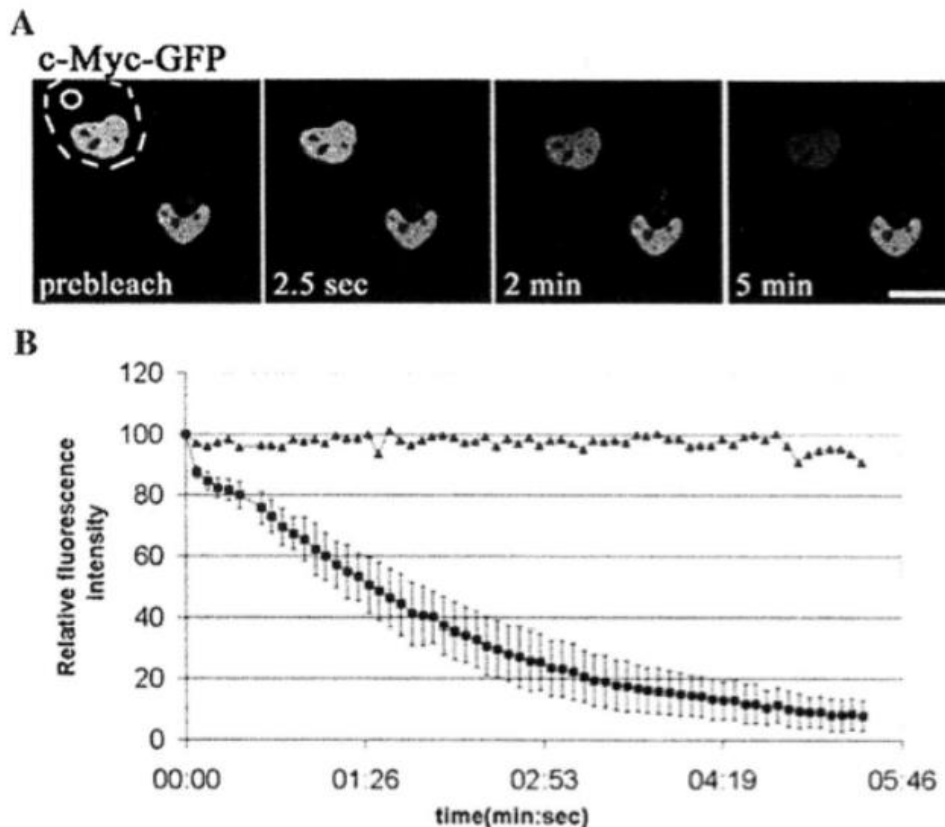 A
c-Myc-GFP
prebleach
2.5 sec
2 min
5 min
B
Relative fluorescence
intensity
120
100
80
60
40
20
0
00:00
01:26
02:53
04:19
05:46
time(min:sec)